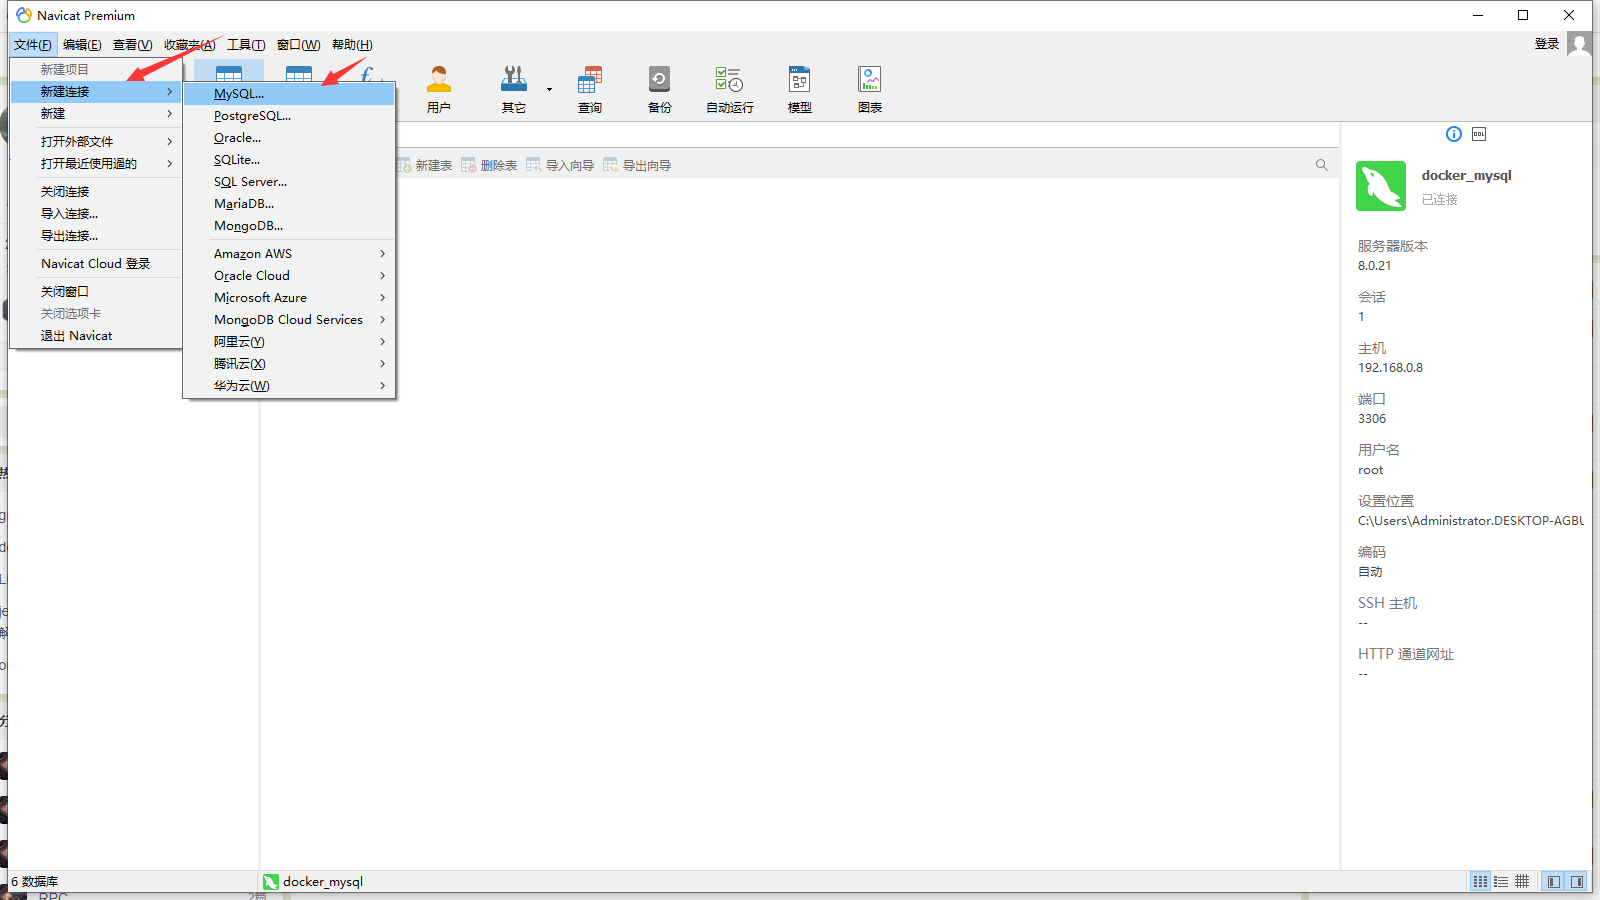 Navicat Premium
文件(F) 编辑(E) 查看(V) 收藏夹(A) 工具(T) 窗口(W) 帮助(H)
登录
新建项目
新建连接
新建
打开外部文件
打开最近使用过的
关闭连接
导入连接...
导出连接...
Navicat Cloud 登录
关闭窗口
关闭选项卡
退出 Navicat
MySQL...
PostgreSQL...
Oracle...
SQLite...
SQL Server...
MariaDB...
MongoDB...
Amazon AWS
Oracle Cloud
Microsoft Azure
MongoDB Cloud Services
阿里云(Y)
腾讯云(X)
华为云(W)
用户 其它 查询 备份 自动运行 模型 图表
新建表 删除表 导入向导 导出向导
DDL
docker_mysql
已连接
服务器版本
8.0.21
会话
1
主机
192.168.0.8
端口
3306
用户名
root
设置位置
C:\Users\Administrator.DESKTOP-AGBU
编码
自动
SSH 主机
--
HTTP 通道网址
--
6 数据库
docker_mysql